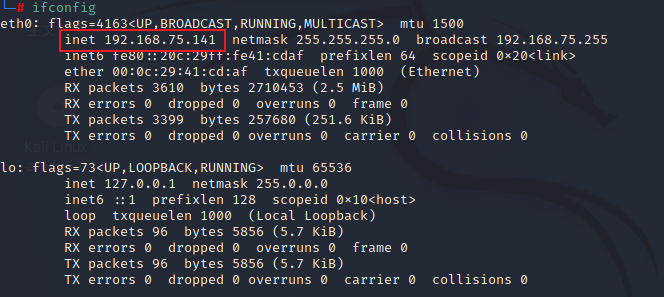 └─# ifconfig
eth0: flags=4163<UP,BROADCAST,RUNNING,MULTICAST>  mtu 1500
        inet 192.168.75.141  netmask 255.255.255.0  broadcast 192.168.75.255
        inet6 fe80::20c:29ff:fe41:cdaf  prefixlen 64  scopeid 0×20<link>
        ether 00:0c:29:41:cd:af  txqueuelen 1000  (Ethernet)
        RX packets 3610  bytes 2710453 (2.5 MiB)
        RX errors 0  dropped 0  overruns 0  frame 0
        TX packets 3399  bytes 257680 (251.6 KiB)
        TX errors 0  dropped 0 overruns 0  carrier 0  collisions 0

lo: flags=73<UP,LOOPBACK,RUNNING>  mtu 65536
        inet 127.0.0.1  netmask 255.0.0.0
        inet6 ::1  prefixlen 128  scopeid 0×10<host>
        loop  txqueuelen 1000  (Local Loopback)
        RX packets 96  bytes 5856 (5.7 KiB)
        RX errors 0  dropped 0  overruns 0  frame 0
        TX packets 96  bytes 5856 (5.7 KiB)
        TX errors 0  dropped 0 overruns 0  carrier 0  collisions 0